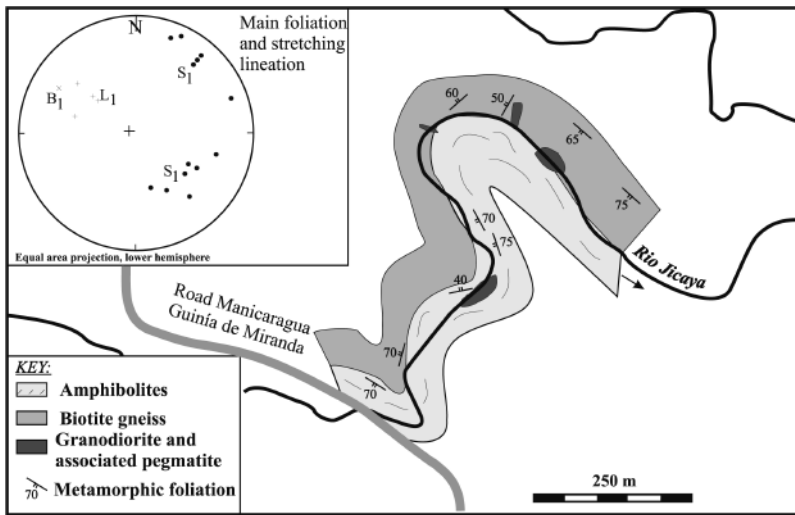 N
Main foliation
and stretching
lineation
S1
B1
L1
S1
Equal area projection, lower hemisphere
60
50
65
75
70
75
40
70
70
Rio Jicaya
Road Manicaragua
Guinía de Miranda
KEY:
Amphibolites
Biotite gneiss
Granodiorite and
associated pegmatite
70 Metamorphic foliation
250 m